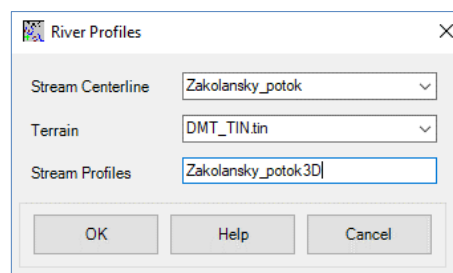 River Profiles
Stream Centerline Zakolansky_potok
Terrain DMT_TIN.tin
Stream Profiles Zakolansky_potok3D
OK Help Cancel